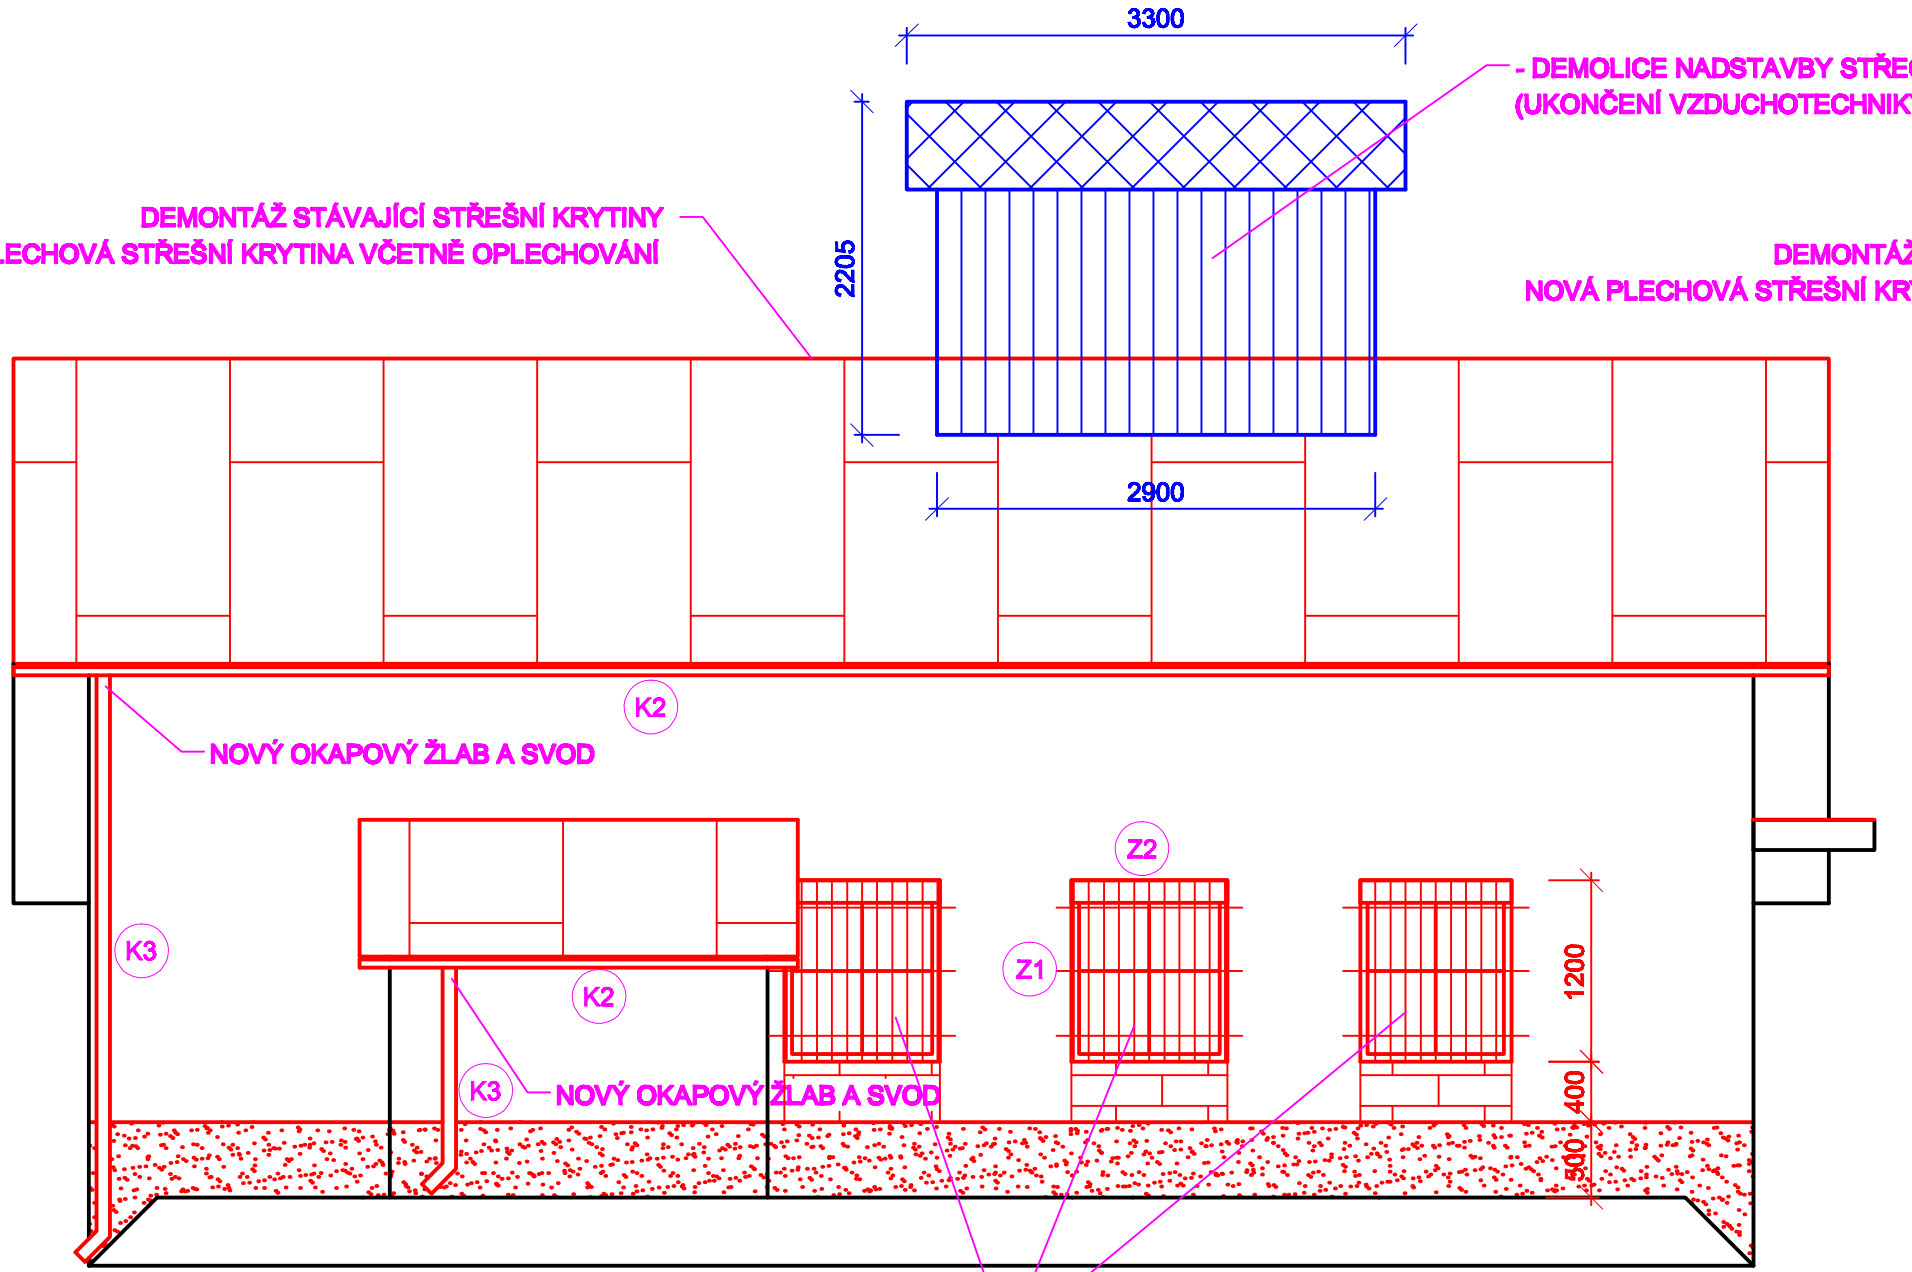 3300
- DEMOLICE NADSTAVBY STŘE
(UKONČENÍ VZDUCHOTECHNIK
DEMONTÁŽ STÁVAJÍCÍ STŘEŠNÍ KRYTINY
LECHOVÁ STŘEŠNÍ KRYTINA VČETNĚ OPLECHOVÁNÍ
2205
DEMONTÁŽ
NOVÁ PLECHOVÁ STŘEŠNÍ KRY
2900
K2
NOVÝ OKAPOVÝ ŽLAB A SVOD
Z2
K3
Z1
1200
K2
K3
NOVÝ OKAPOVÝ ŽLAB A SVOD
400
500